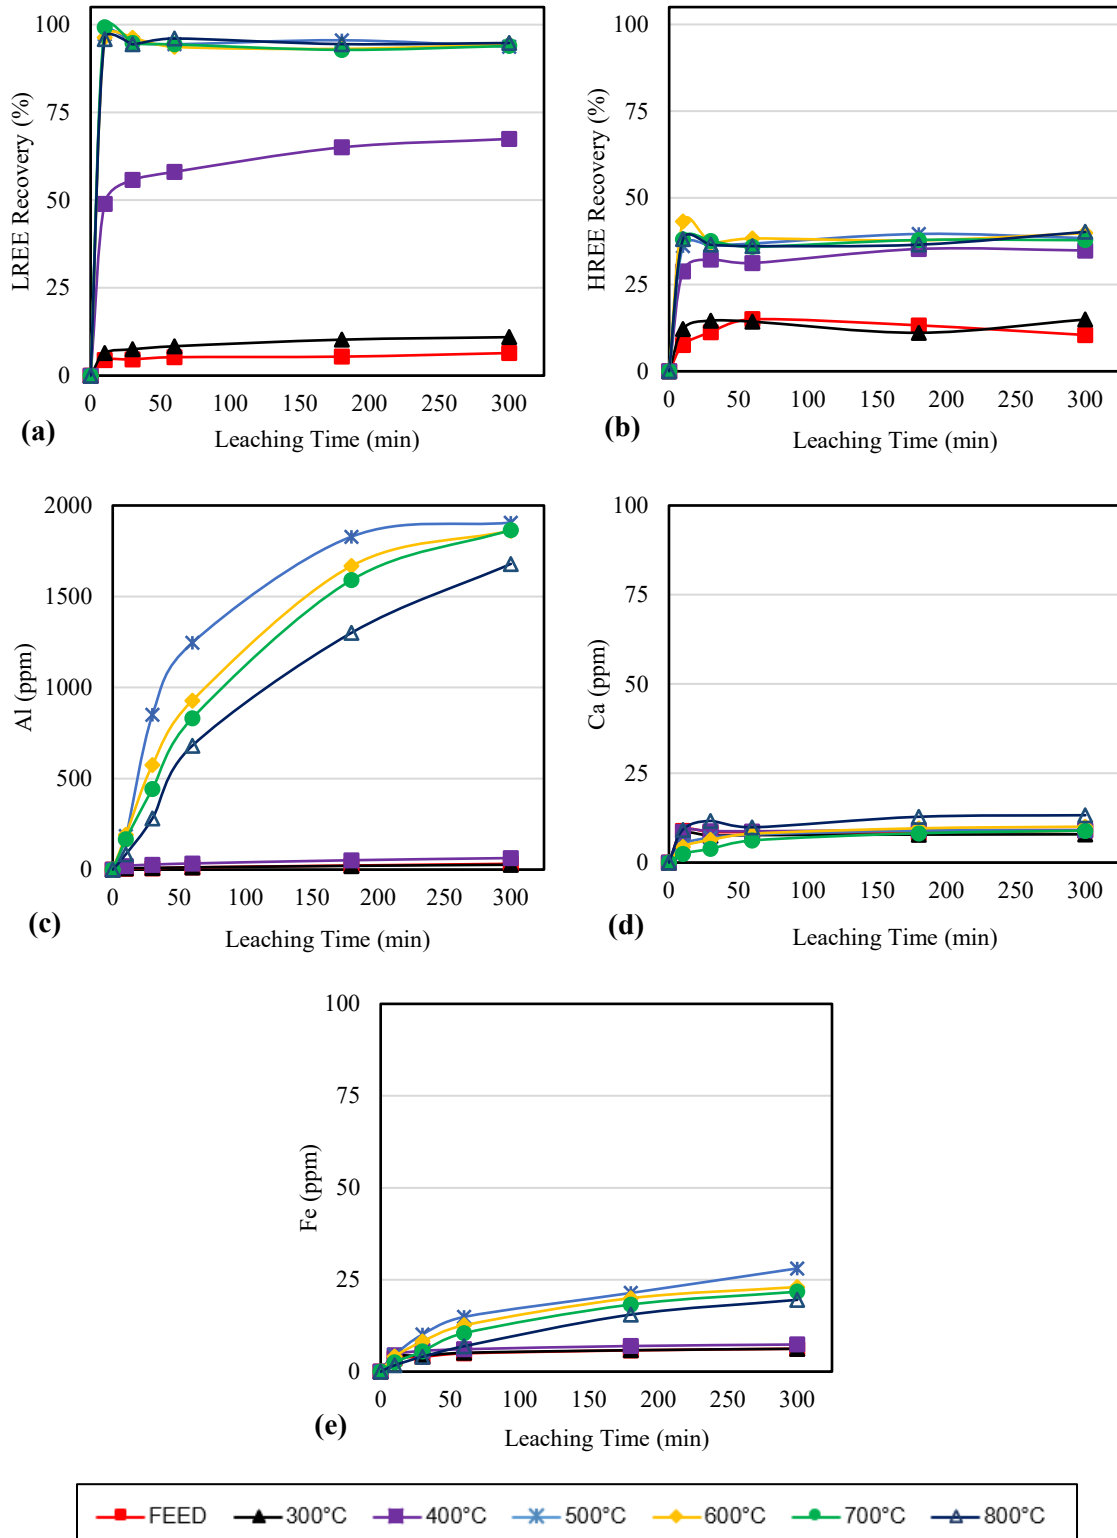 100
75
50
25
0
LREE Recovery (%)
0 50 100 150 200 250 300
Leaching Time (min)
(a)
100
75
50
25
0
HREE Recovery (%)
0 50 100 150 200 250 300
Leaching Time (min)
(b)
2000
1500
1000
500
0
Al (ppm)
0 50 100 150 200 250 300
Leaching Time (min)
(c)
100
75
50
25
0
Ca (ppm)
0 50 100 150 200 250 300
Leaching Time (min)
(d)
100
75
50
25
0
Fe (ppm)
0 50 100 150 200 250 300
Leaching Time (min)
(e)
FEED 300°C 400°C 500°C 600°C 700°C 800°C